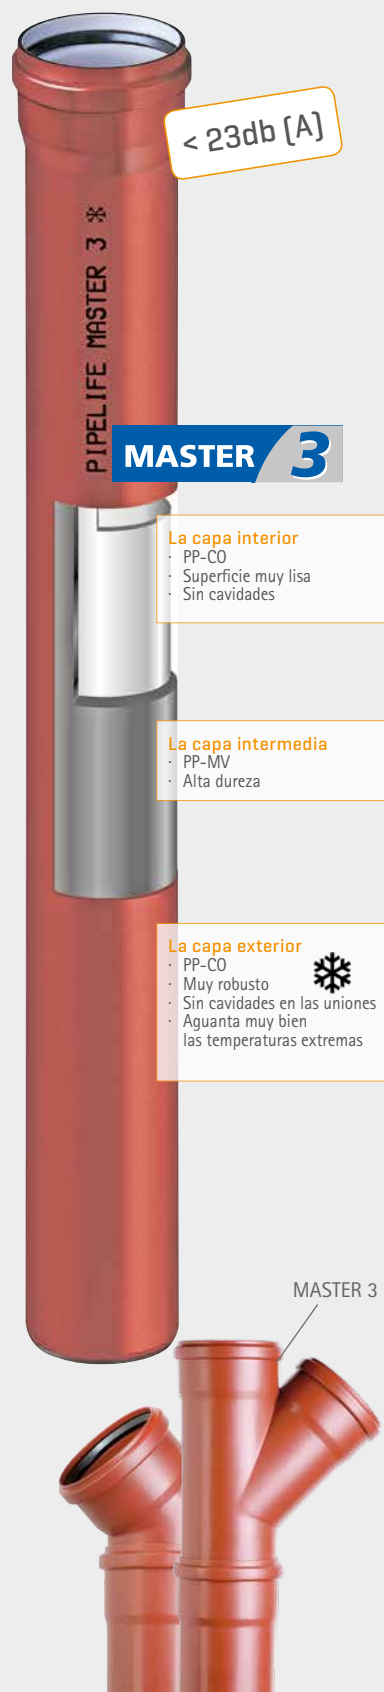 < 23db (A)
PIPELIFE MASTER 3
MASTER 3
La capa interior
· PP-CO
· Superficie muy lisa
· Sin cavidades
La capa intermedia
· PP-MV
· Alta dureza
La capa exterior
· PP-CO
· Muy robusto
· Sin cavidades en las uniones
· Aguanta muy bien
las temperaturas extremas
MASTER 3